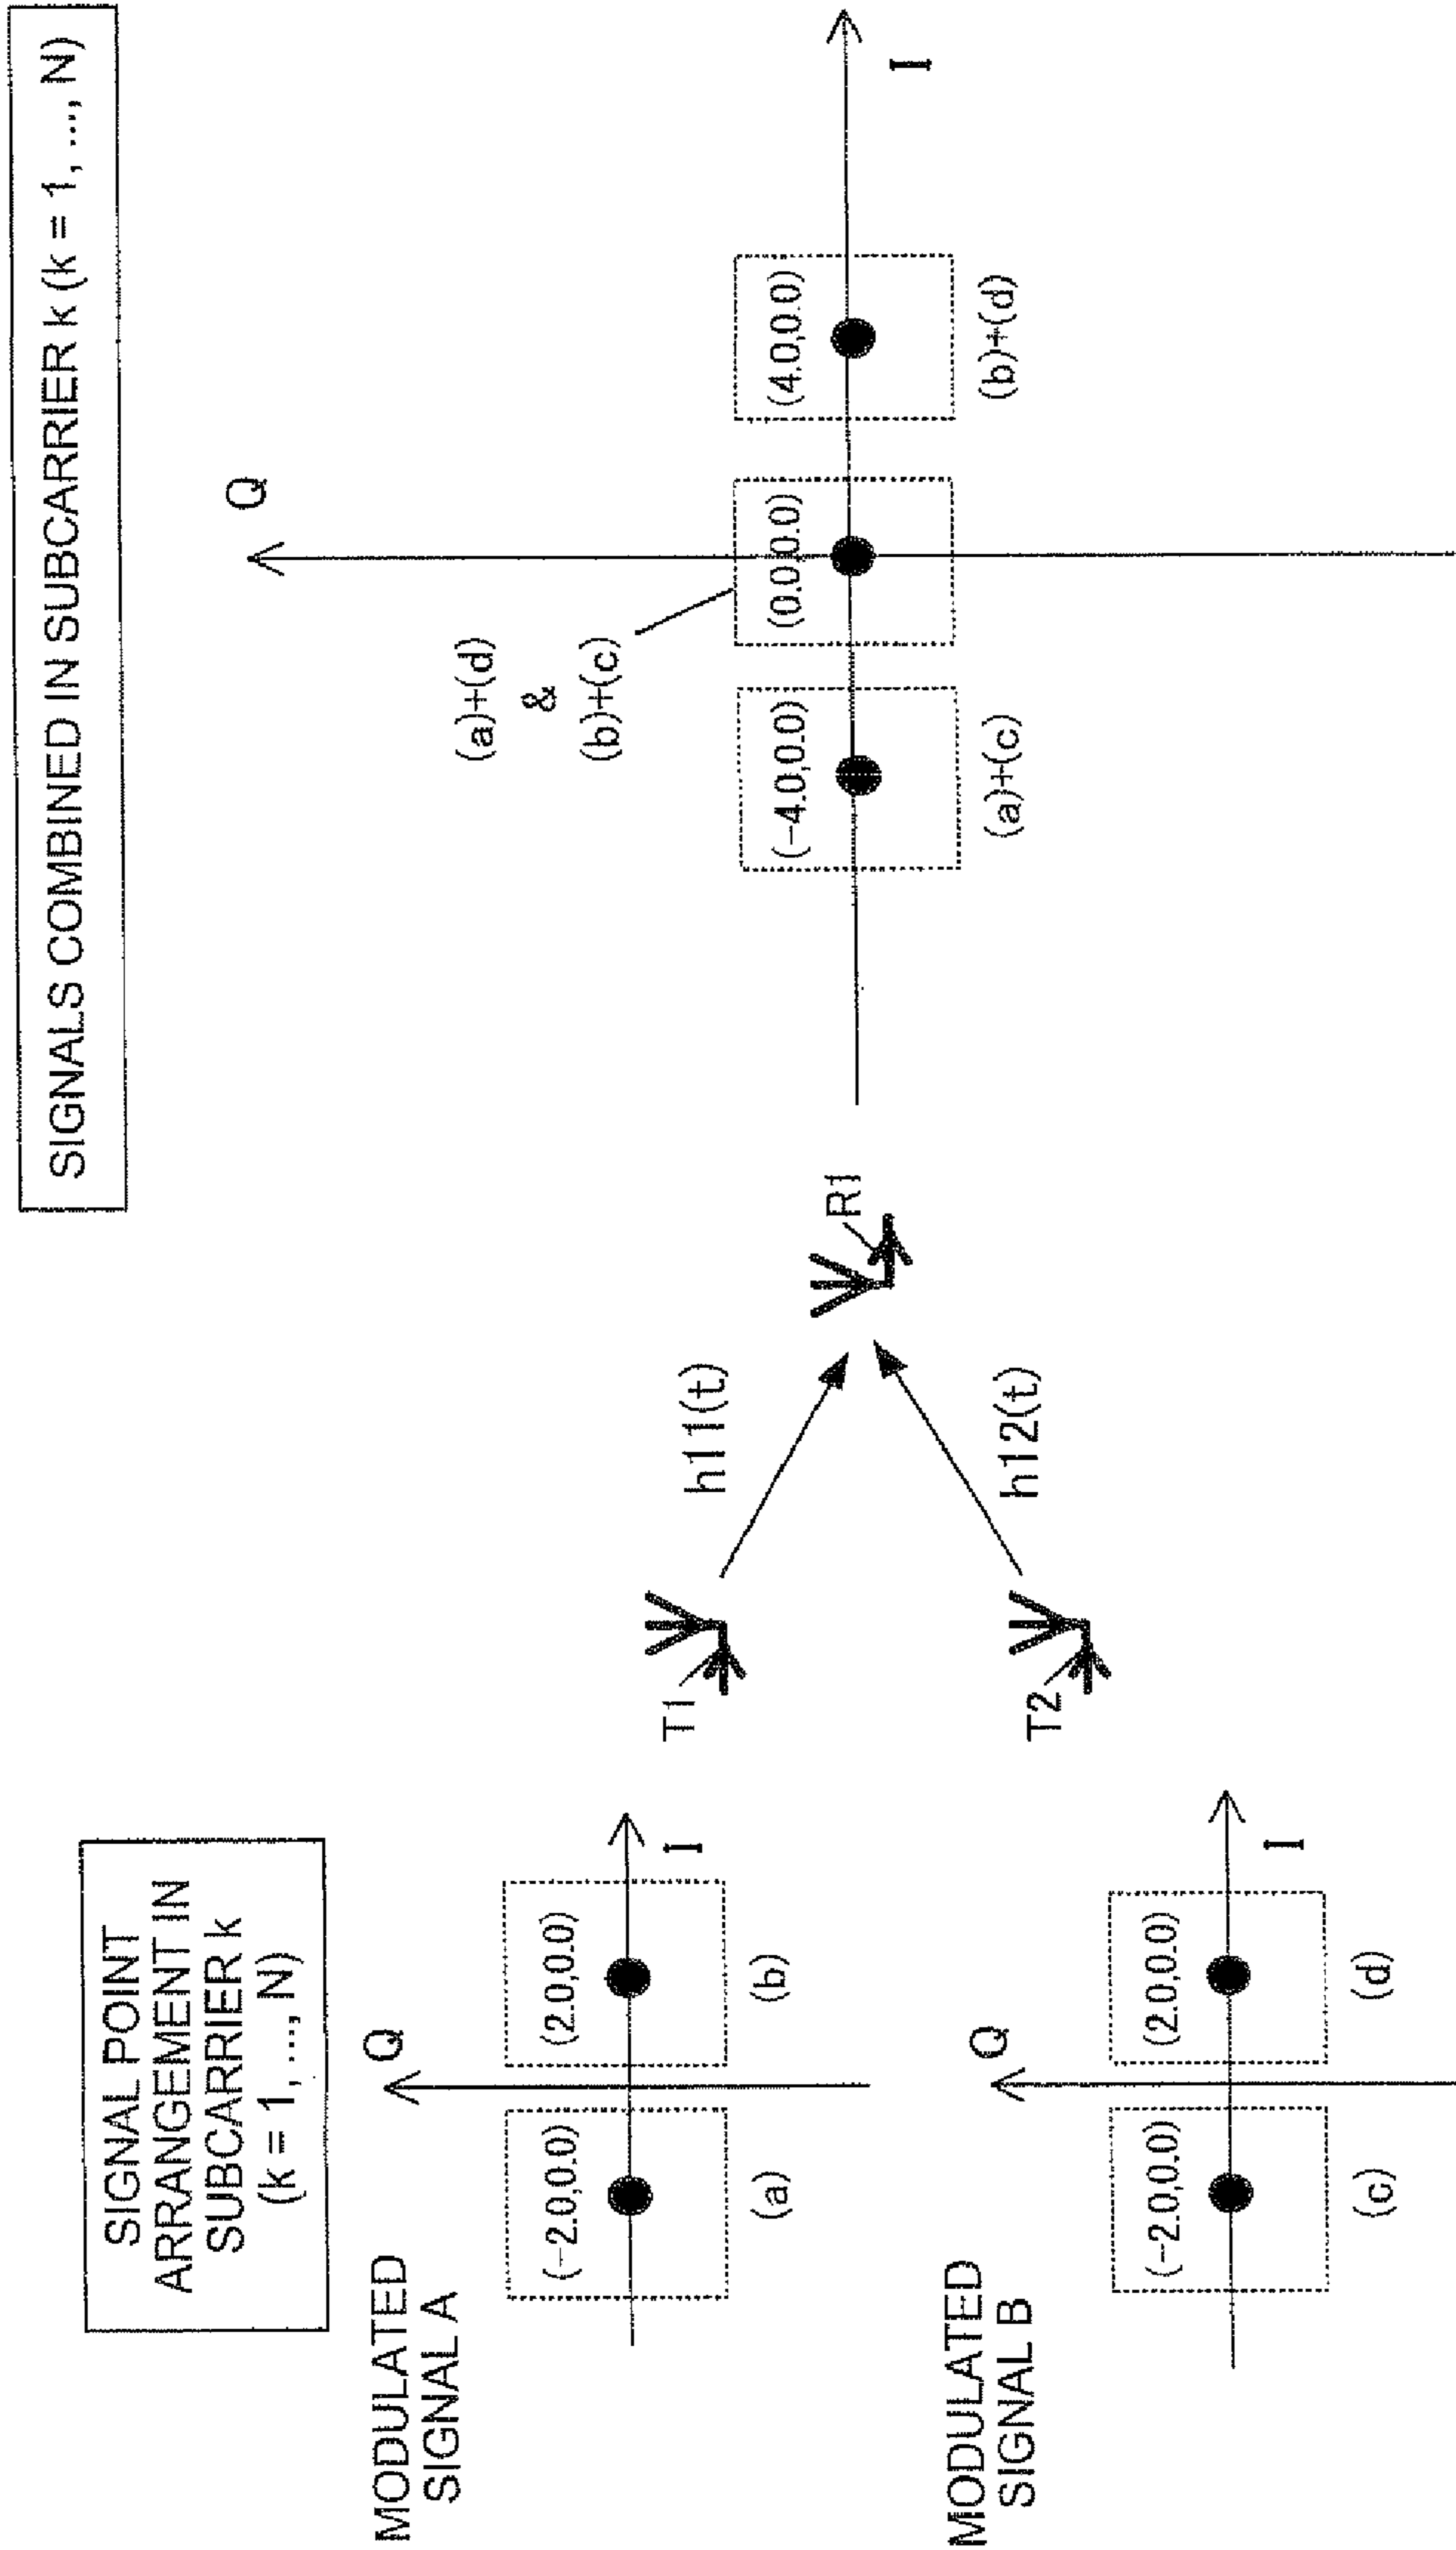 SIGNAL POINT
ARRANGEMENT IN
SUBCARRIER k
(k = 1, ..., N)
MODULATED
SIGNAL A
Q
(-2.0,0.0)
(2.0,0.0)
I
(a)
(b)
MODULATED
SIGNAL B
Q
(-2.0,0.0)
(2.0,0.0)
I
(c)
(d)
T1
T2
h11(t)
h12(t)
R1
SIGNALS COMBINED IN SUBCARRIER k (k = 1, ..., N)
Q
(a)+(d)
&
(b)+(c)
(-4.0,0.0)
(0.0,0.0)
(4.0,0.0)
I
(a)+(c)
(b)+(d)